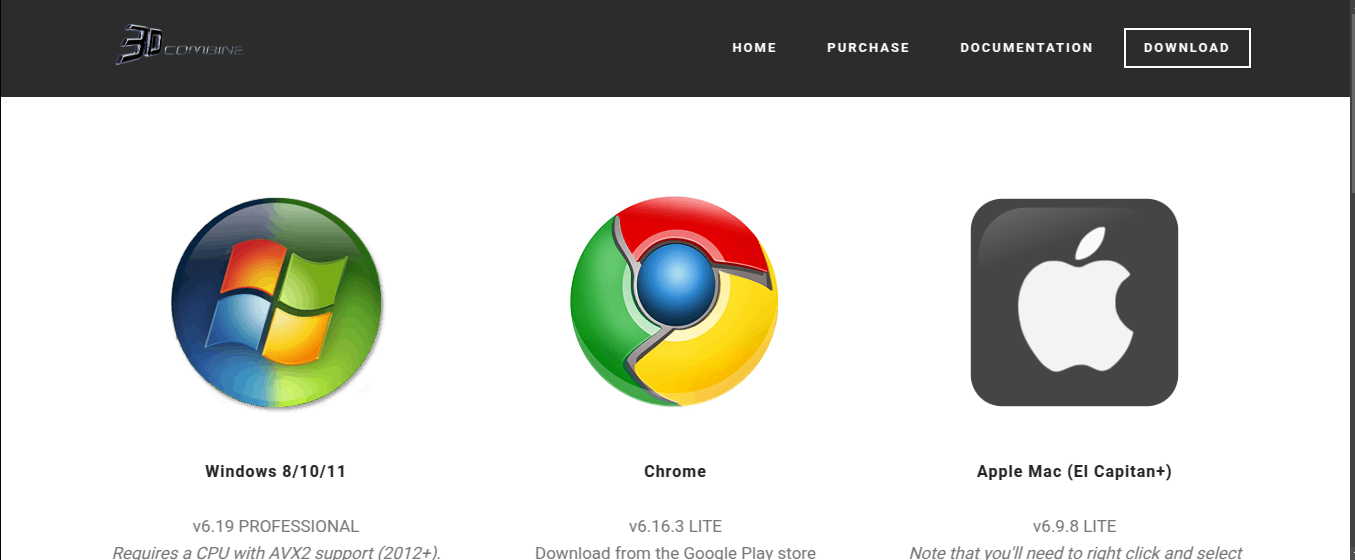 3D COMBINE
HOME PURCHASE DOCUMENTATION DOWNLOAD
Windows 8/10/11
v6.19 PROFESSIONAL
Requires a CPU with AVX2 support (2012+).
Chrome
v6.16.3 LITE
Download from the Google Play store
Apple Mac (El Capitan+)
v6.9.8 LITE
Note that you'll need to right click and select